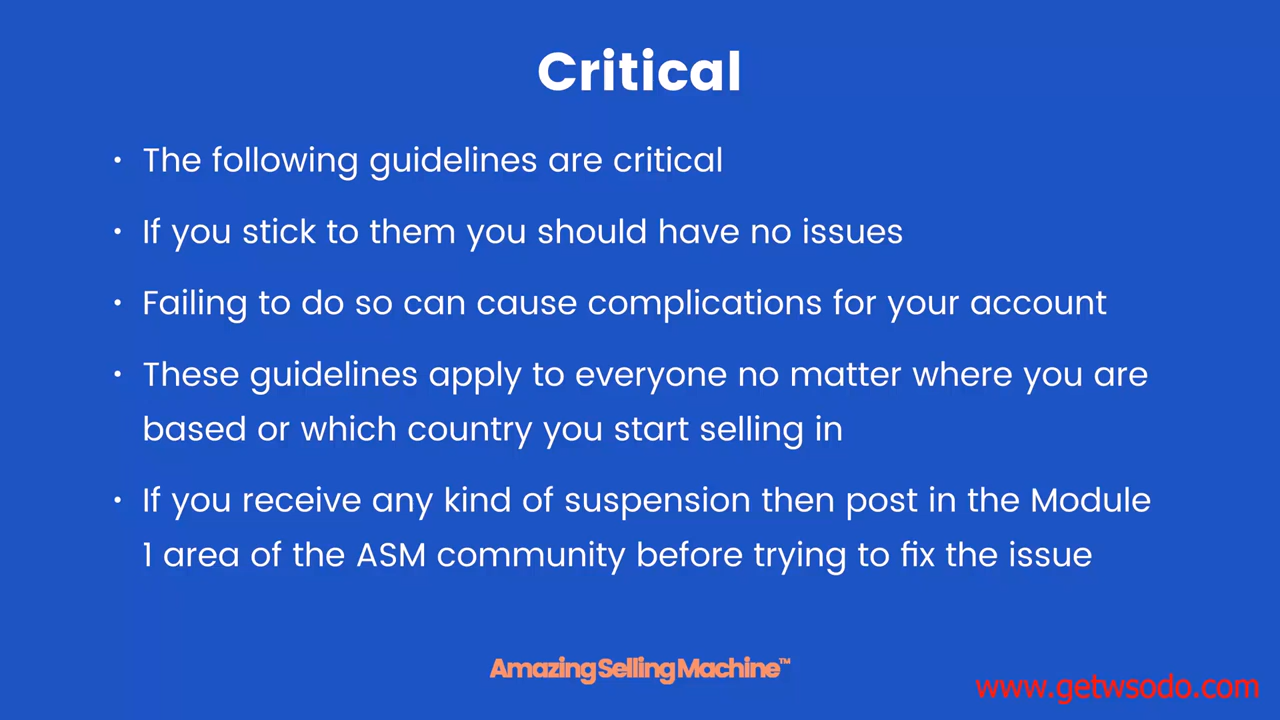 Critical
• The following guidelines are critical
• If you stick to them you should have no issues
• Failing to do so can cause complications for your account
• These guidelines apply to everyone no matter where you are
based or which country you start selling in
• If you receive any kind of suspension then post in the Module
1 area of the ASM community before trying to fix the issue
AmazingSellingMachine™
www.getwsodo.com